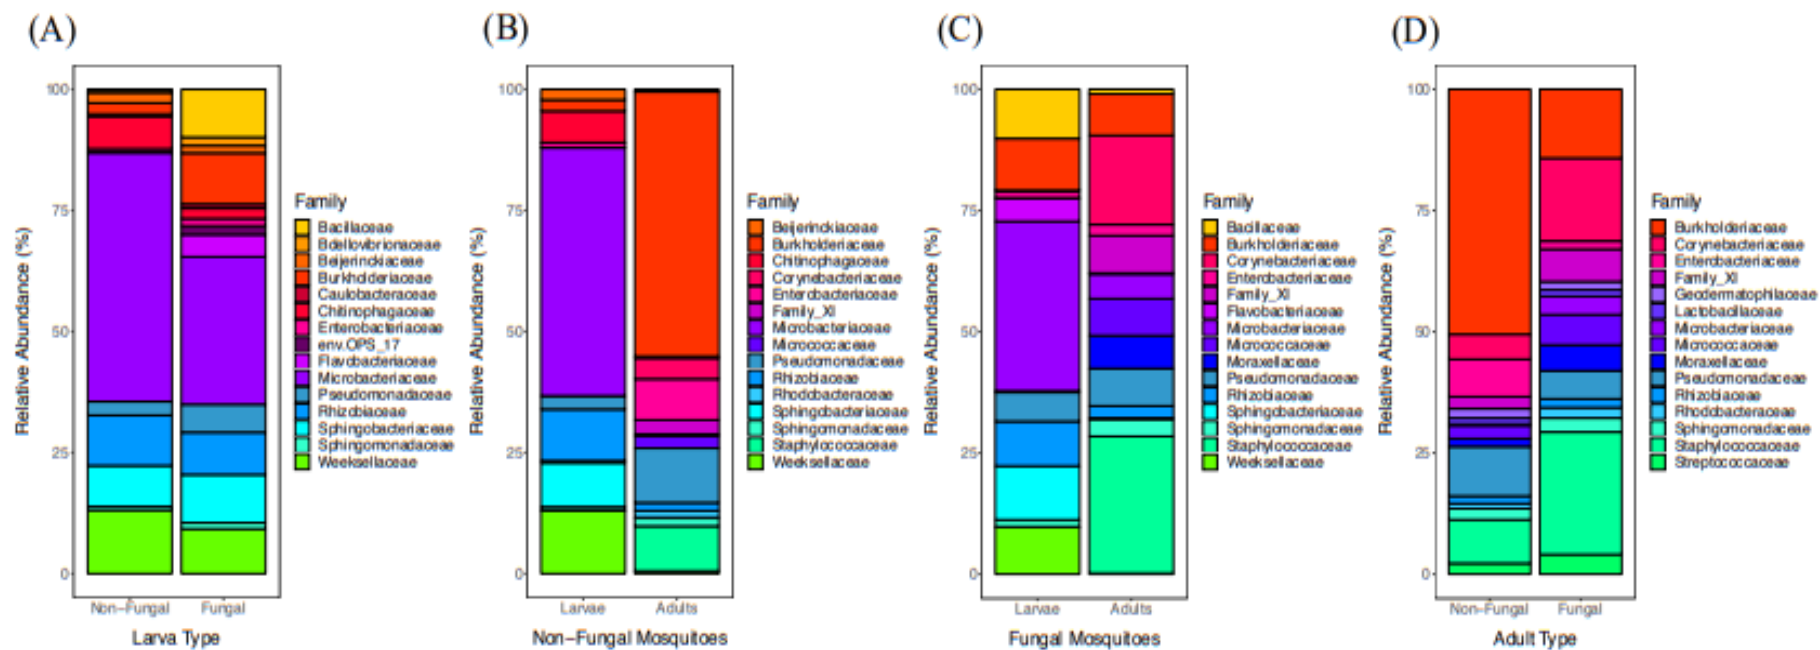 (A)
Relative Abundance (%)
100
75
50
25
0
Non-Fungal
Fungal
Larva Type
Family
Bacillaceae
Bdellovibrionaceae
Beijerinckiaceae
Burkholderiaceae
Caulobacteraceae
Chitinophagaceae
Enterobacteriaceae
env.OPS_17
Flavobacteriaceae
Microbacteriaceae
Pseudomonadaceae
Rhizobiaceae
Sphingobacteriaceae
Sphingomonadaceae
Weeksellaceae
(B)
Relative Abundance (%)
100
75
50
25
0
Larvae
Adults
Non-Fungal Mosquitoes
Family
Beijerinckiaceae
Burkholderiaceae
Chitinophagaceae
Corynebacteriaceae
Enterobacteriaceae
Family_XI
Microbacteriaceae
Micrococcaceae
Pseudomonadaceae
Rhizobiaceae
Rhodobacteraceae
Sphingobacteriaceae
Sphingomonadaceae
Staphylococcaceae
Weeksellaceae
(C)
Relative Abundance (%)
100
75
50
25
0
Larvae
Adults
Fungal Mosquitoes
Family
Bacillaceae
Burkholderiaceae
Corynebacteriaceae
Enterobacteriaceae
Family_XI
Flavobacteriaceae
Microbacteriaceae
Micrococcaceae
Moraxellaceae
Pseudomonadaceae
Rhizobiaceae
Sphingobacteriaceae
Sphingomonadaceae
Staphylococcaceae
Weeksellaceae
(D)
Relative Abundance (%)
100
75
50
25
0
Non-Fungal
Fungal
Adult Type
Family
Burkholderiaceae
Corynebacteriaceae
Enterobacteriaceae
Family_XI
Geodermatophilaceae
Lactobacillaceae
Microbacteriaceae
Micrococcaceae
Moraxellaceae
Pseudomonadaceae
Rhizobiaceae
Rhodobacteraceae
Sphingomonadaceae
Staphylococcaceae
Streptococcaceae